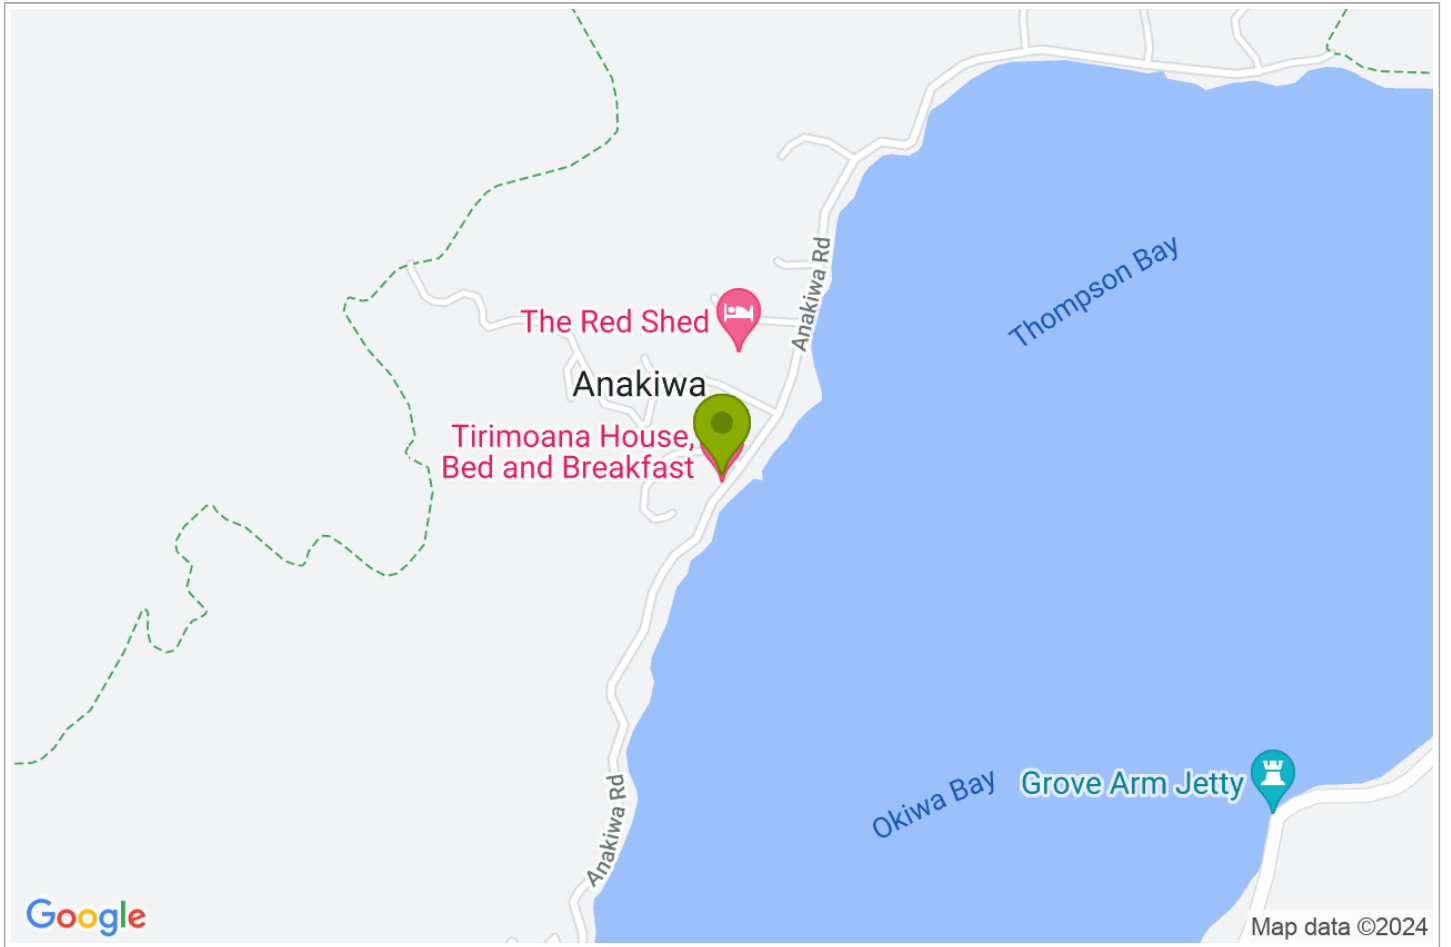 Thompson Bay
Anakiwa Rd
The Red Shed
Anakiwa
Tirimoana House,
Bed and Breakfast
Okiwa Bay
Grove Arm Jetty
Anakiwa Rd
Google
Map data ©2024